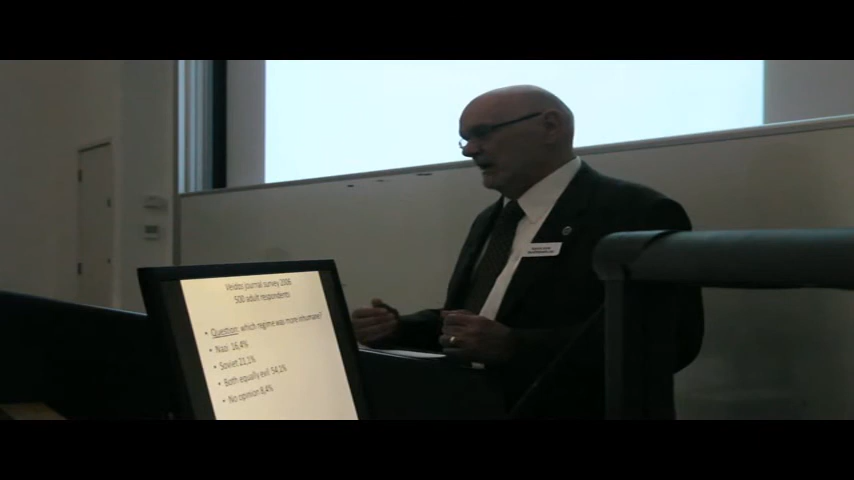 Veidas journal survey 2006
500 adult respondents
• Question: which regime was more inhumane?
• Nazi 16,4%
• Soviet 21,1%
• Both equally evil 54,1%
• No opinion 8,4%